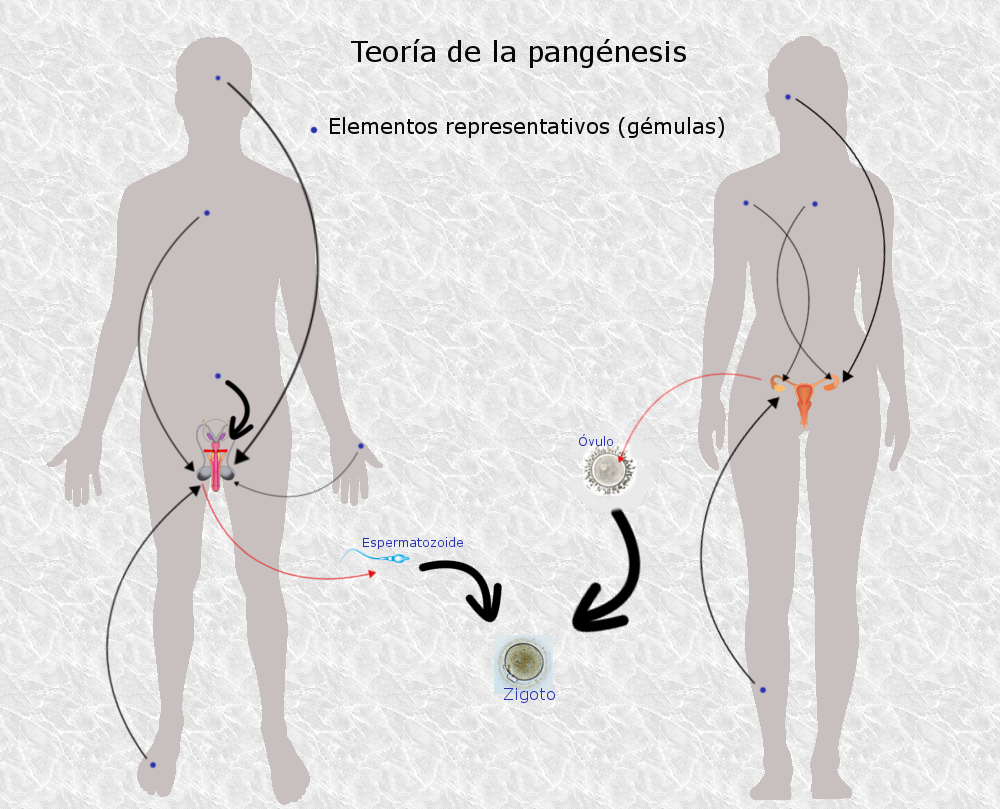 Teoría de la pangénesis
Elementos representativos (gémulas)
Óvulo
Espermatozoide
Zigoto